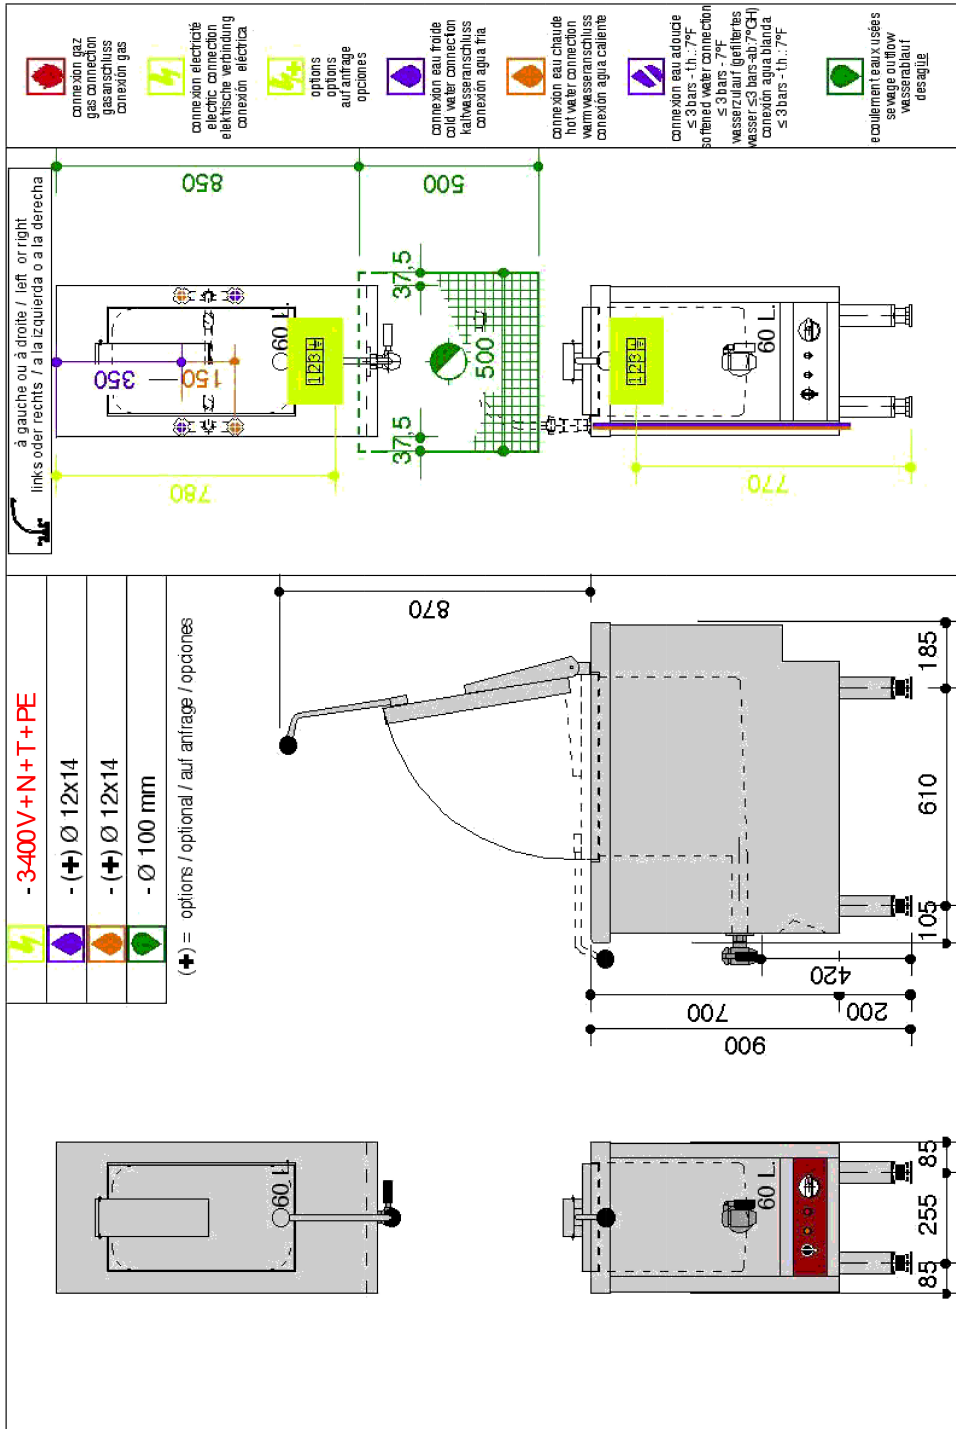 connexion gaz
gas connection
gasanschluss
conexión gas
connexion electricité
electric connection
elektrische verbindung
conexión eléctrica
options
options
auf anfrage
opciones
connexion eau froide
cold water connection
kaltwasseranschluss
conexión agua fria
connexion eau chaude
hot water connection
warmwasseranschluss
conexión agua caliente
connexion eau adoucie
≤ 3 bars - t.h.: 7°F
softened water connection
≤ 3 bars - 7°F
wasserzulauf (gefiltertes
wasser ≤3 bars-ab:7°GH)
conexión agua blanda
≤ 3 bars - t.h.: 7°F
ecoulement eaux usées
sewage outflow
wasserablauf
desagüe
à gauche ou à droite / left or right
links oder rechts / a la izquierda o a la derecha
850
500
37,5
37,5
350
150
60 L.
123
500
780
60 L.
123
770
- 3400V+N+T+PE
- (+) Ø 12x14
- (+) Ø 12x14
- Ø 100 mm
(+) = options / optional / auf anfrage / opciones
870
185
610
105
420
700
200
900
60 L.
60 L.
85
255
85